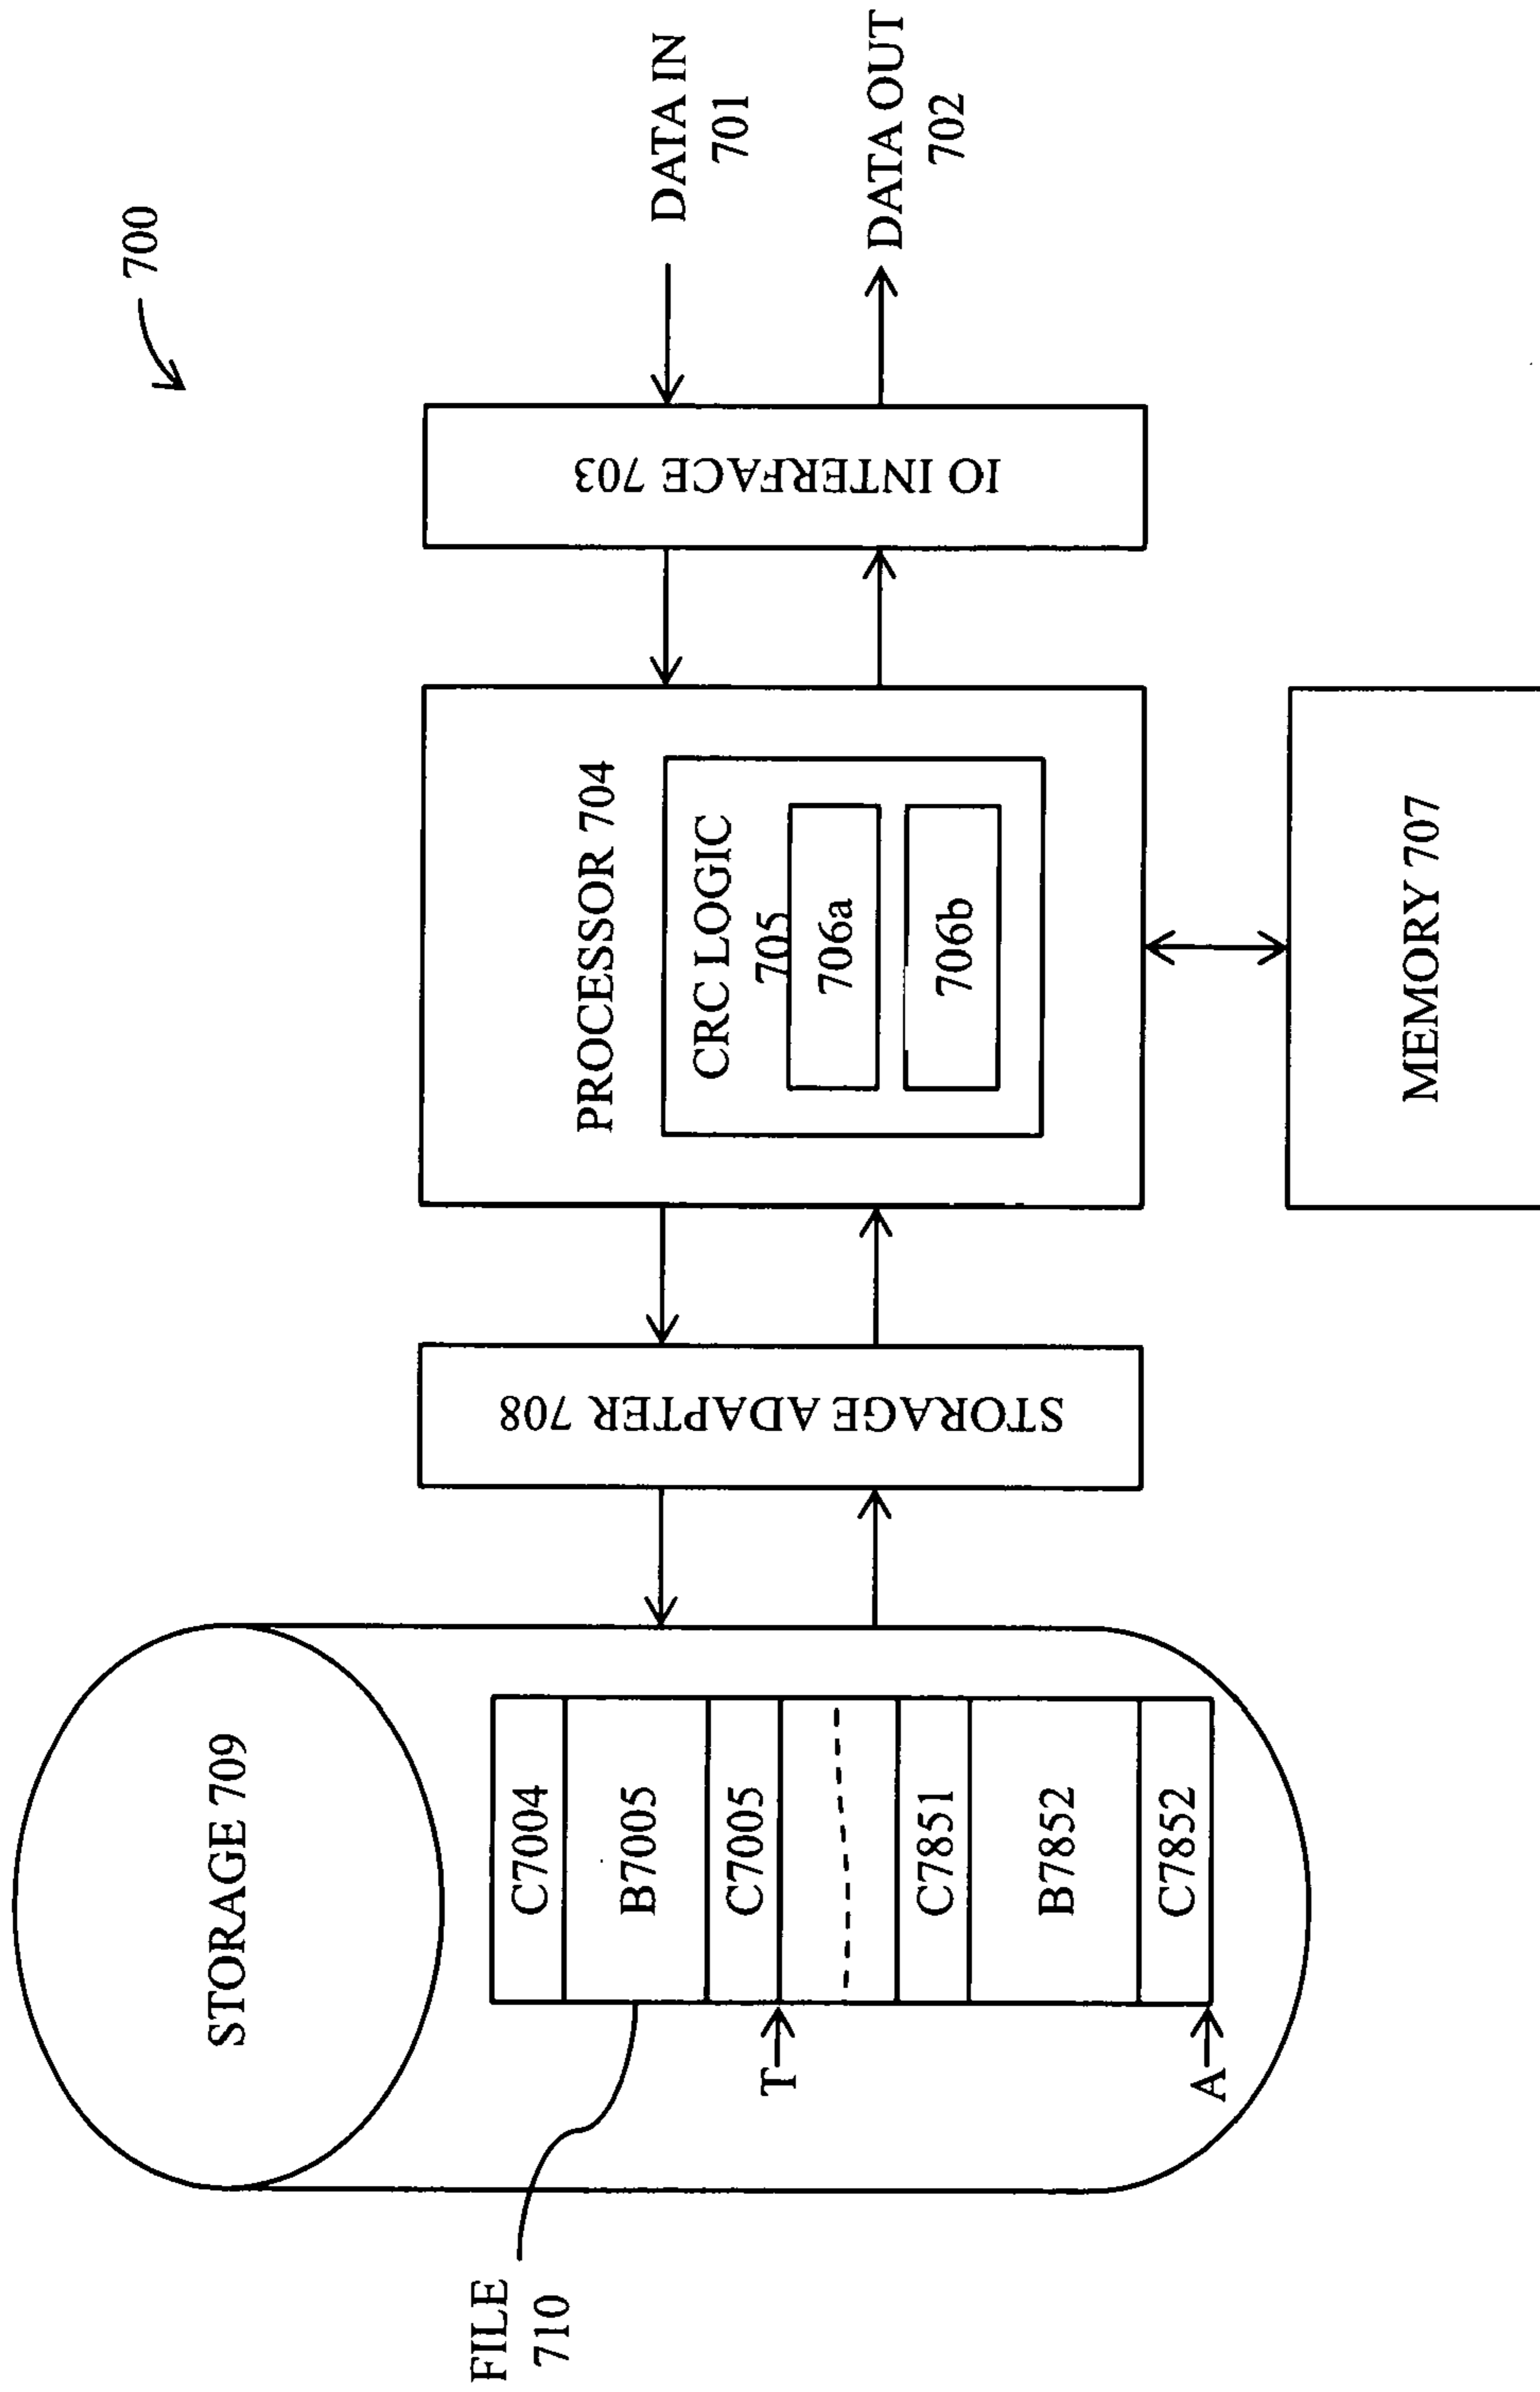 700
DATA IN
701
DATA OUT
702
IO INTERFACE 703
PROCESSOR 704
CRC LOGIC
705
706a
706b
MEMORY 707
STORAGE ADAPTER 708
STORAGE 709
C7004
B7005
C7005
C7851
B7852
C7852
T
A
FILE
710